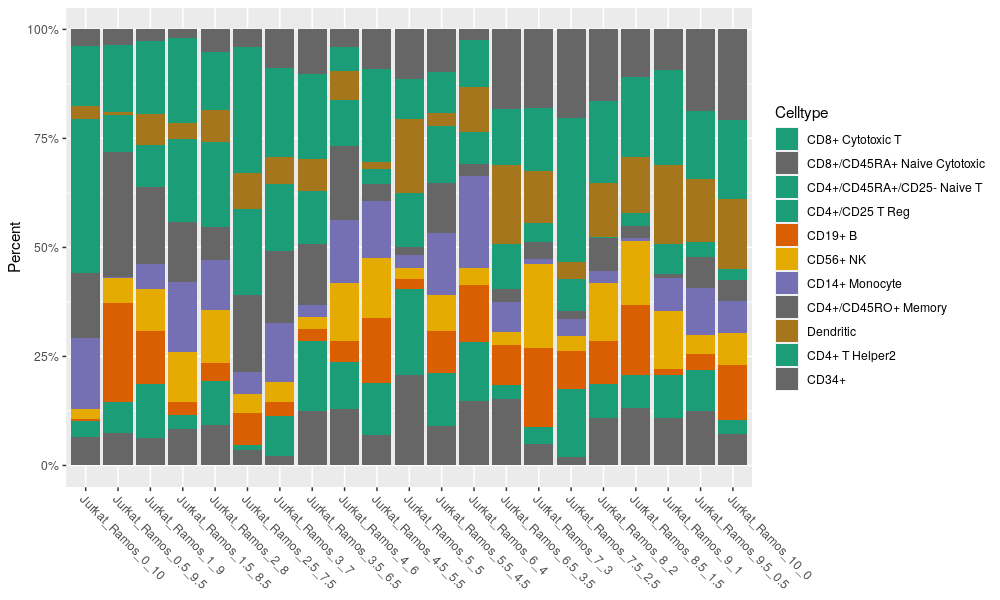 100%
75%
50%
25%
0%
Percent
Jurkat_Ramos_0_10
Jurkat_Ramos_0.5_9.5
Jurkat_Ramos_1_9
Jurkat_Ramos_1.5_8.5
Jurkat_Ramos_2_8
Jurkat_Ramos_2.5_7.5
Jurkat_Ramos_3_7
Jurkat_Ramos_3.5_6.5
Jurkat_Ramos_4_6
Jurkat_Ramos_4.5_5.5
Jurkat_Ramos_5_5
Jurkat_Ramos_5.5_4.5
Jurkat_Ramos_6_4
Jurkat_Ramos_6.5_3.5
Jurkat_Ramos_7_3
Jurkat_Ramos_7.5_2.5
Jurkat_Ramos_8_2
Jurkat_Ramos_8.5_1.5
Jurkat_Ramos_9_1
Jurkat_Ramos_9.5_0.5
Jurkat_Ramos_10_0
Celltype
CD8+ Cytotoxic T
CD8+/CD45RA+ Naive Cytotoxic
CD4+/CD45RA+/CD25- Naive T
CD4+/CD25 T Reg
CD19+ B
CD56+ NK
CD14+ Monocyte
CD4+/CD45RO+ Memory
Dendritic
CD4+ T Helper2
CD34+